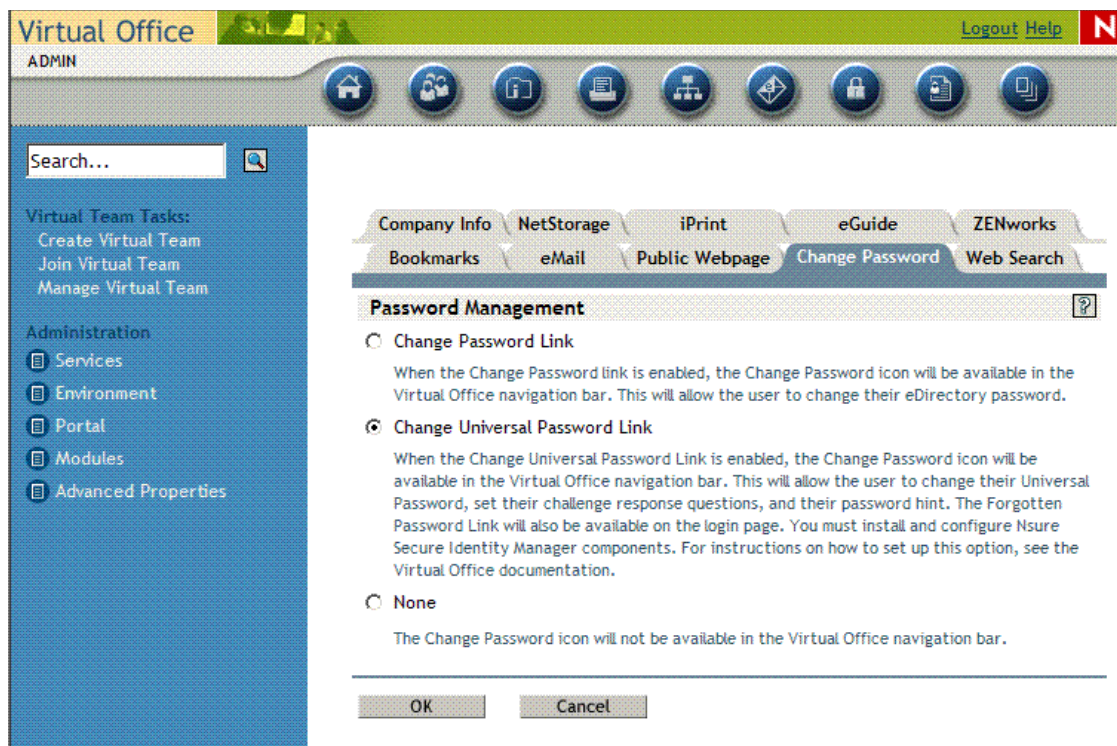 Virtual Office
Logout Help
N
ADMIN
Search...
Virtual Team Tasks:
Create Virtual Team
Join Virtual Team
Manage Virtual Team
Administration
Services
Environment
Portal
Modules
Advanced Properties
Company Info NetStorage iPrint eGuide ZENworks
Bookmarks eMail Public Webpage Change Password Web Search
Password Management
?
Change Password Link
When the Change Password link is enabled, the Change Password icon will be available in the
Virtual Office navigation bar. This will allow the user to change their eDirectory password.
Change Universal Password Link
When the Change Universal Password Link is enabled, the Change Password icon will be
available in the Virtual Office navigation bar. This will allow the user to change their Universal
Password, set their challenge response questions, and their password hint. The Forgotten
Password Link will also be available on the login page. You must install and configure Nsure
Secure Identity Manager components. For instructions on how to set up this option, see the
Virtual Office documentation.
None
The Change Password icon will not be available in the Virtual Office navigation bar.
OK Cancel